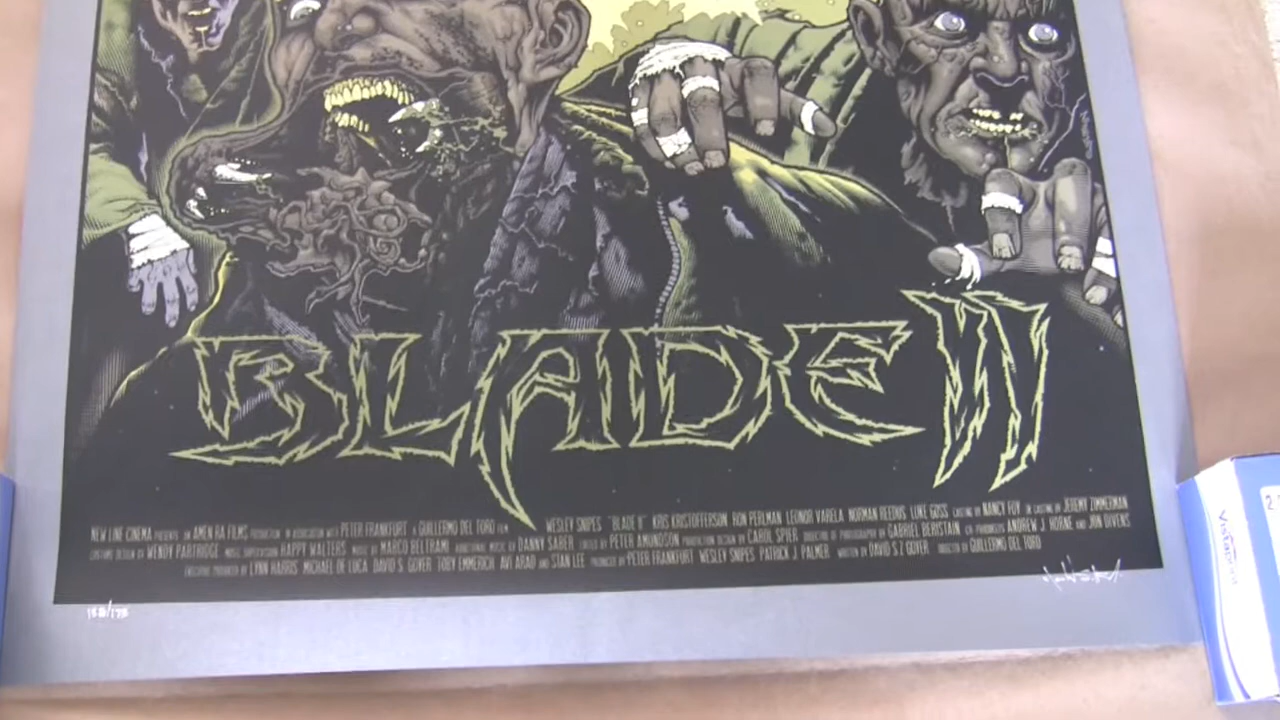 BLADE II
NEW LINE CINEMA PRESENTS AN AMEN RA FILMS PRODUCTION IN ASSOCIATION WITH PETER FRANKFURT A GUILLERMO DEL TORO FILM WESLEY SNIPES "BLADE II" KRIS KRISTOFFERSON RON PERLMAN LEONOR VARELA NORMAN REEDUS LUKE GOSS CASTING BY NANCY FOY UK CASTING BY JEREMY ZIMMERMAN
COSTUME DESIGN BY WENDY PARTRIDGE MUSIC SUPERVISION HAPPY WALTERS MUSIC BY MARCO BELTRAMI ADDITIONAL MUSIC BY DANNY SABER EDITED BY PETER AMUNDSON PRODUCTION DESIGN BY CAROL SPIER DIRECTOR OF PHOTOGRAPHY GABRIEL BERISTAIN CO-PRODUCERS ANDREW J. HORNE AND JON DIVENS
EXECUTIVE PRODUCERS LYNN HARRIS MICHAEL DE LUCA DAVID S. GOYER TOBY EMMERICH AVI ARAD AND STAN LEE PRODUCED BY PETER FRANKFURT WESLEY SNIPES PATRICK J. PALMER WRITTEN BY DAVID S. GOYER DIRECTED BY GUILLERMO DEL TORO
158/175
Vistacon